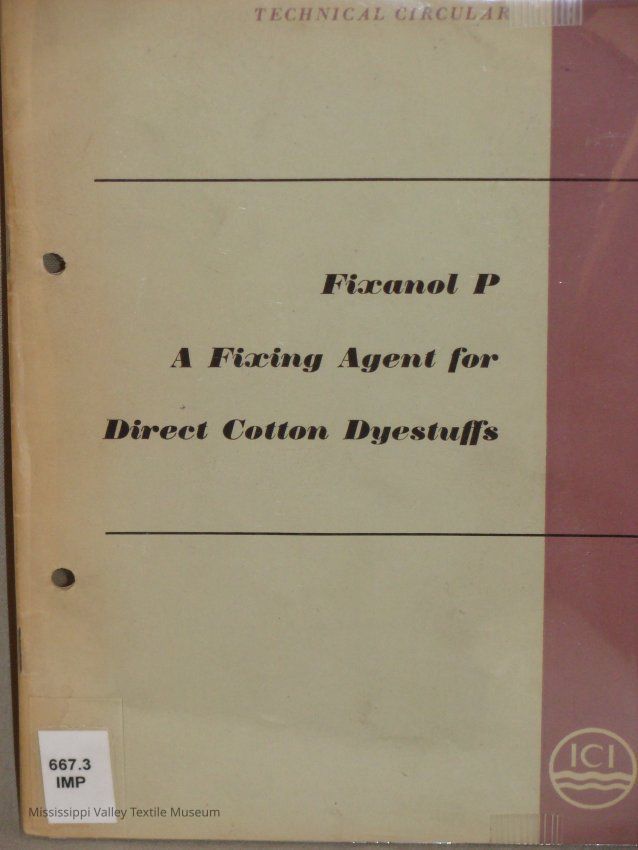 TECHNICAL CIRCULAR
Fixanol P
A Fixing Agent for
Direct Cotton Dyestuffs
ICI
667.3
IMP
Mississippi Valley Textile Museum